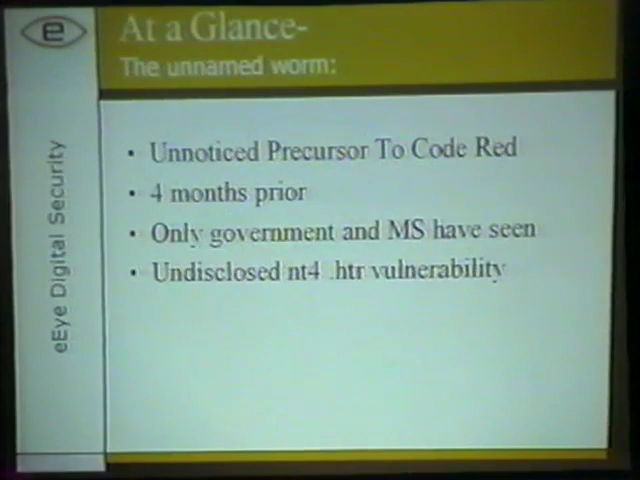 e
At a Glance-
The unnamed worm:
eEye Digital Security
• Unnoticed Precursor To Code Red
• 4 months prior
• Only government and MS have seen
• Undisclosed nt4 .htr vulnerability